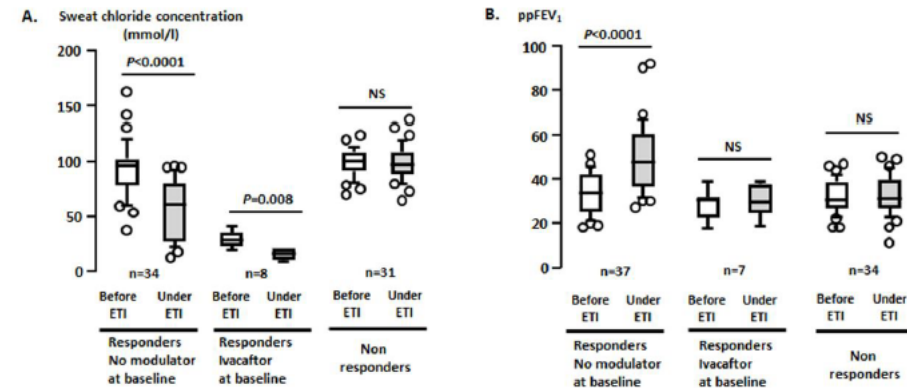 A. Sweat chloride concentration
(mmol/l)
200
150
100
50
0
P<0.0001
P=0.008
NS
n=34
n=8
n=31
Before ETI
Under ETI
Before ETI
Under ETI
Before ETI
Under ETI
Responders
No modulator
at baseline
Responders
Ivacaftor
at baseline
Non
responders
B. ppFEV₁
100
80
60
40
20
0
P<0.0001
NS
NS
n=37
n=7
n=34
Before ETI
Under ETI
Before ETI
Under ETI
Before ETI
Under ETI
Responders
No modulator
at baseline
Responders
Ivacaftor
at baseline
Non
responders